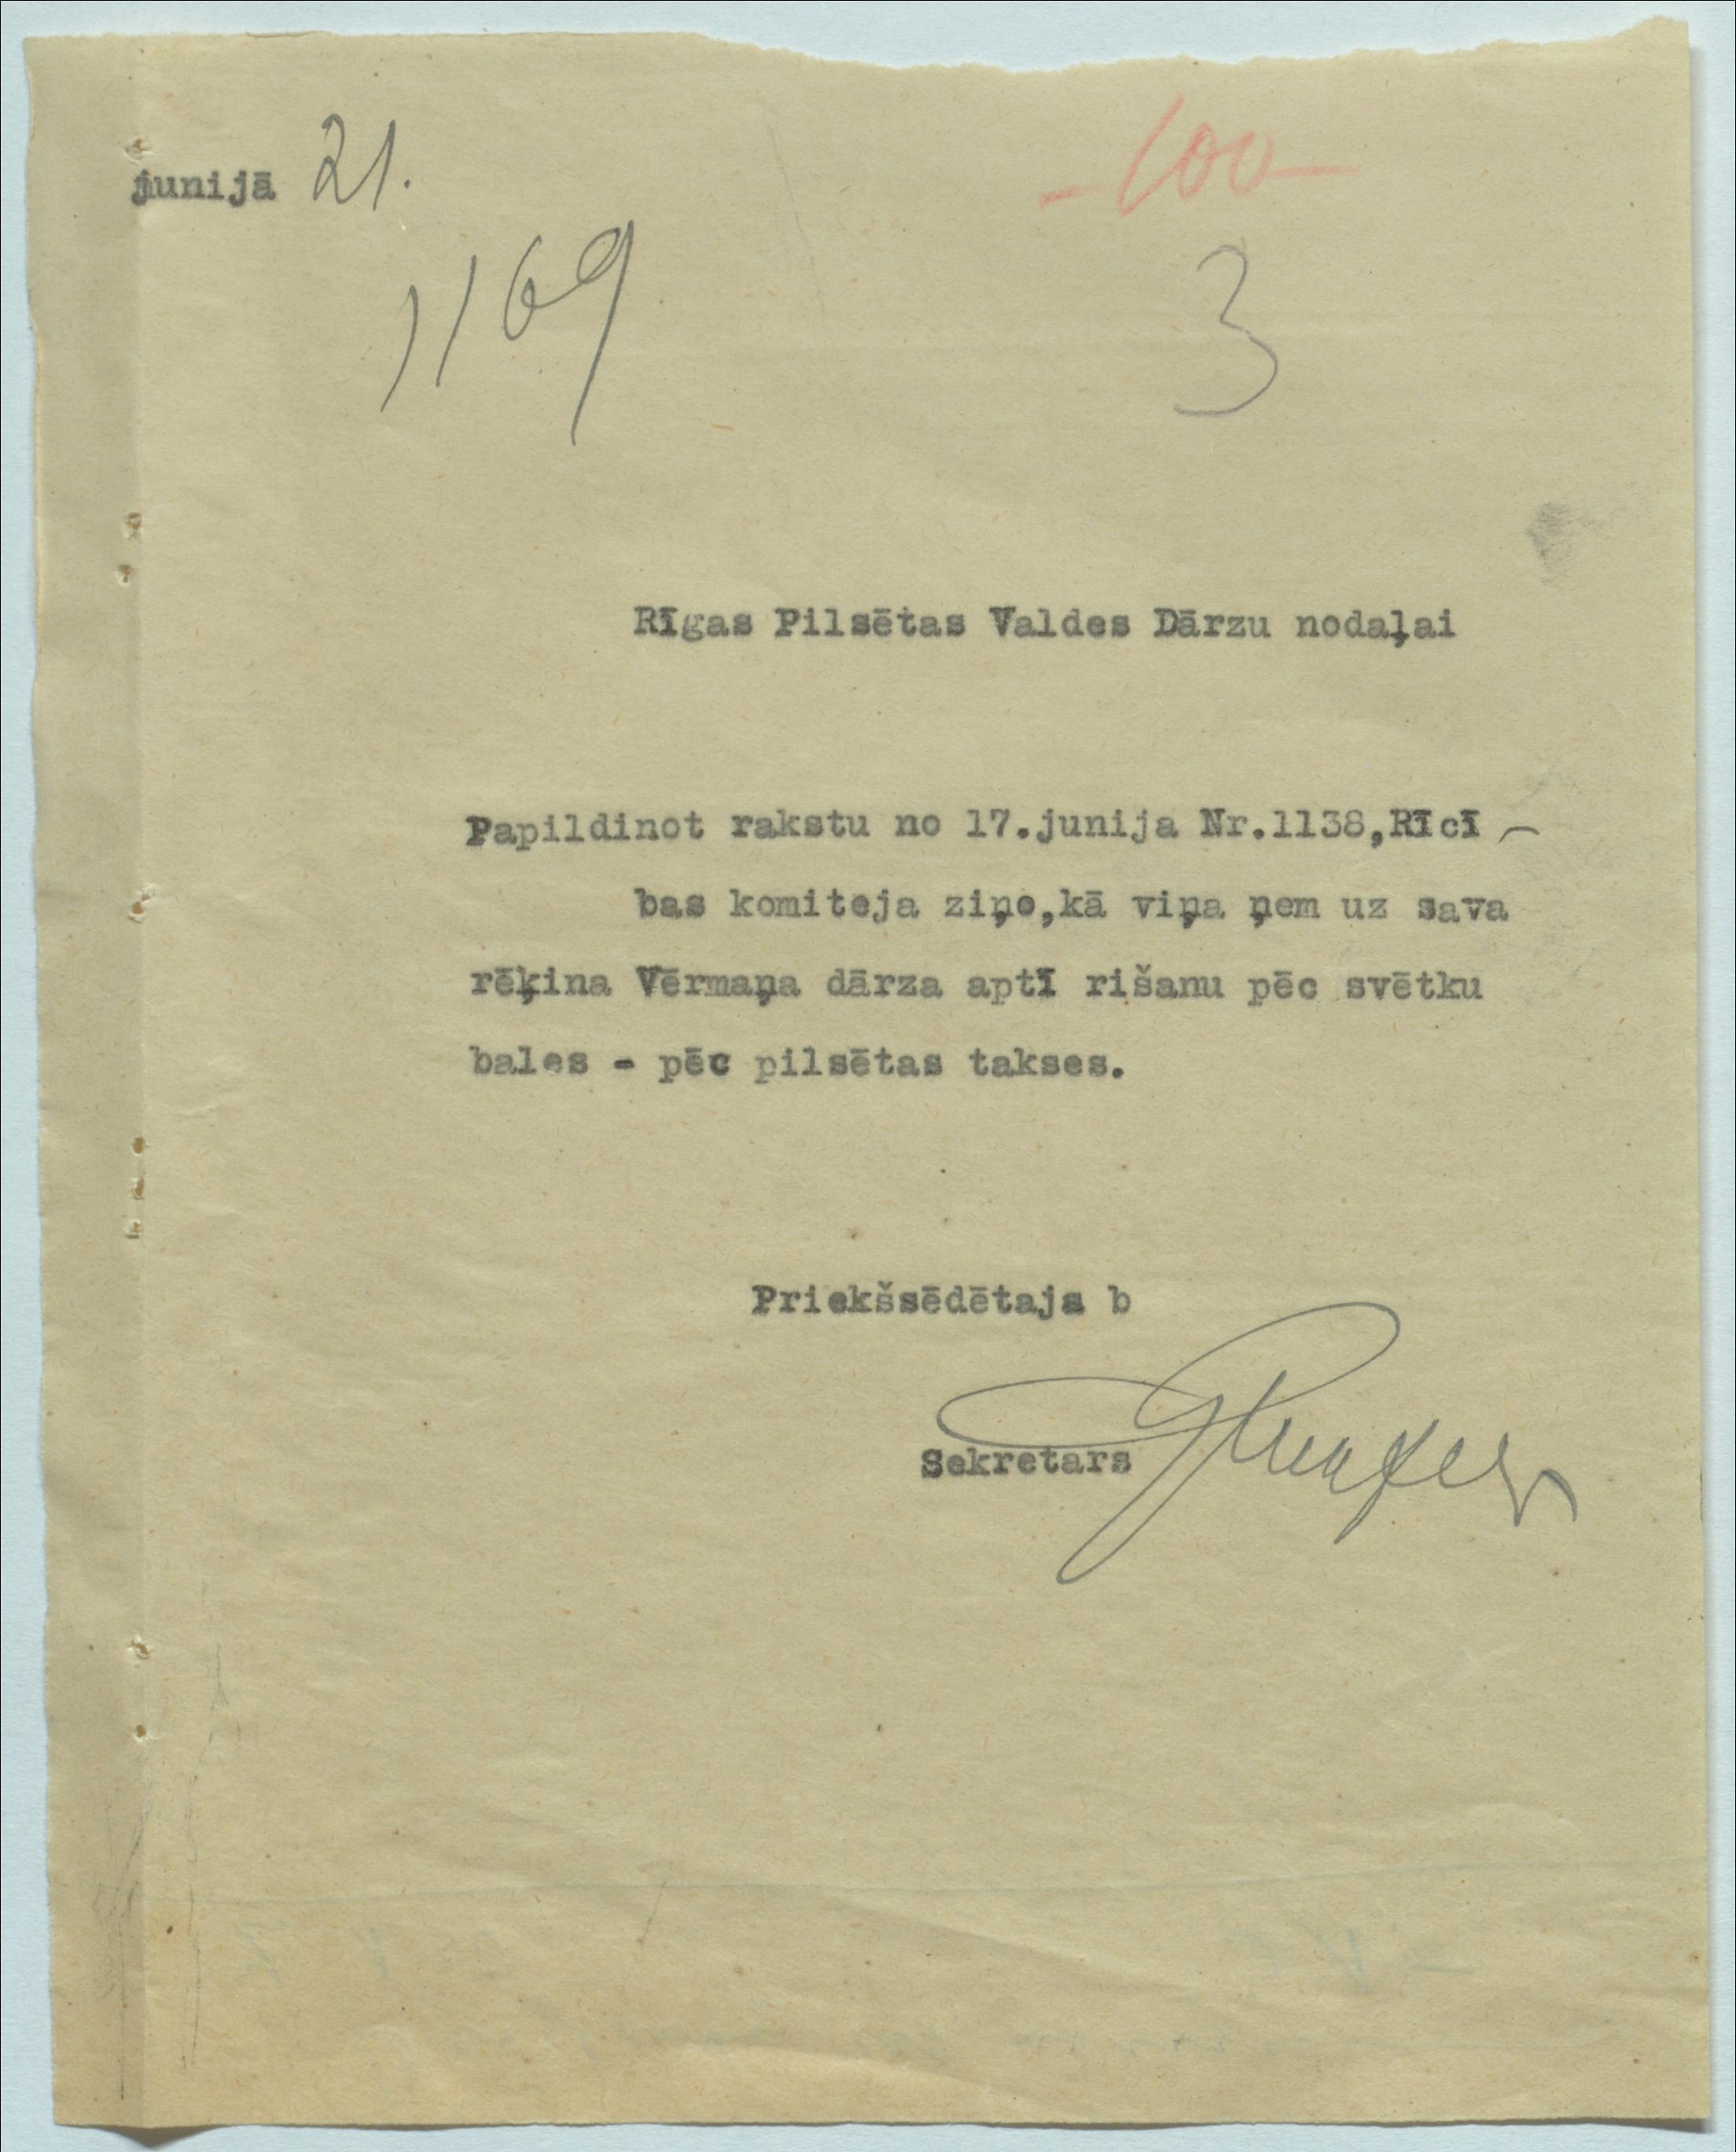 junijā 21.
-100-
1169
3
Rīgas Pilsētas Valdes Dārzu nodaļai
Papildinot rakstu no 17.junija Nr.1138,Rīcī-
bas komiteja ziņo,kā viņa ņem uz sava
rēķina Vērmaņa dārza aptī rišanu pēc svētku
bales - pēc pilsētas takses.
Priekšsēdētajs b
Sekretars